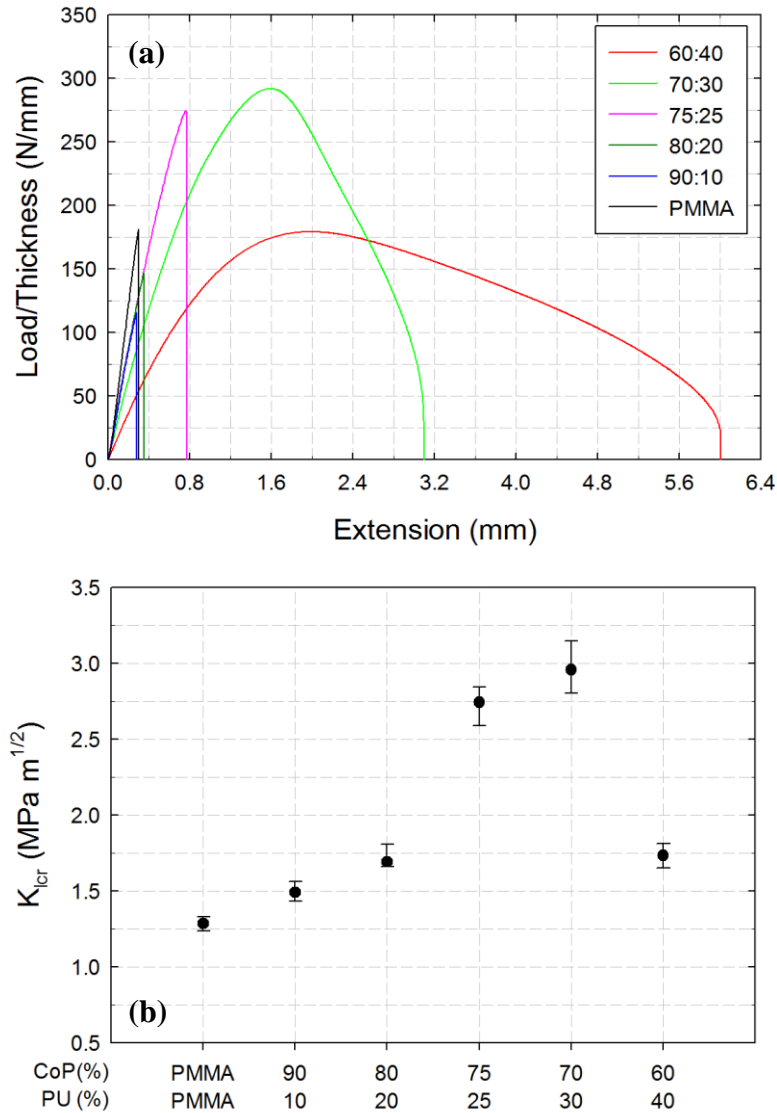 (a)
350
300
250
200
150
100
50
0
Load/Thickness (N/mm)
60:40
70:30
75:25
80:20
90:10
PMMA
0.0 0.8 1.6 2.4 3.2 4.0 4.8 5.6 6.4
Extension (mm)
3.5
3.0
2.5
2.0
1.5
1.0
0.5
K_Icr (MPa m^1/2)
(b)
CoP(%) PMMA 90 80 75 70 60
PU (%) PMMA 10 20 25 30 40